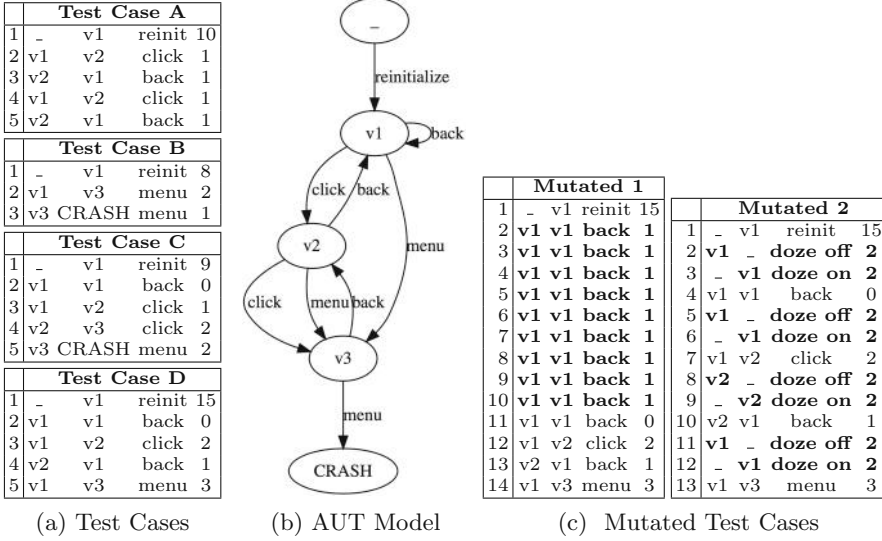 Test Case A
1 _ v1 reinit 10
2 v1 v2 click 1
3 v2 v1 back 1
4 v1 v2 click 1
5 v2 v1 back 1
Test Case B
1 _ v1 reinit 8
2 v1 v3 menu 2
3 v3 CRASH menu 1
Test Case C
1 _ v1 reinit 9
2 v1 v1 back 0
3 v1 v2 click 1
4 v2 v3 click 2
5 v3 CRASH menu 2
Test Case D
1 _ v1 reinit 15
2 v1 v1 back 0
3 v1 v2 click 2
4 v2 v1 back 1
5 v1 v3 menu 3
(a) Test Cases
_
reinitialize
v1
back
click
back
v2
menu
click
menu
back
v3
menu
CRASH
(b) AUT Model
Mutated 1
1 _ v1 reinit 15
2 v1 v1 back 1
3 v1 v1 back 1
4 v1 v1 back 1
5 v1 v1 back 1
6 v1 v1 back 1
7 v1 v1 back 1
8 v1 v1 back 1
9 v1 v1 back 1
10 v1 v1 back 1
11 v1 v1 back 0
12 v1 v2 click 2
13 v2 v1 back 1
14 v1 v3 menu 3
Mutated 2
1 _ v1 reinit 15
2 v1 _ doze off 2
3 _ v1 doze on 2
4 v1 v1 back 0
5 v1 _ doze off 2
6 _ v1 doze on 2
7 v1 v2 click 2
8 v2 _ doze off 2
9 _ v2 doze on 2
10 v2 v1 back 1
11 v1 _ doze off 2
12 _ v1 doze on 2
13 v1 v3 menu 3
(c) Mutated Test Cases